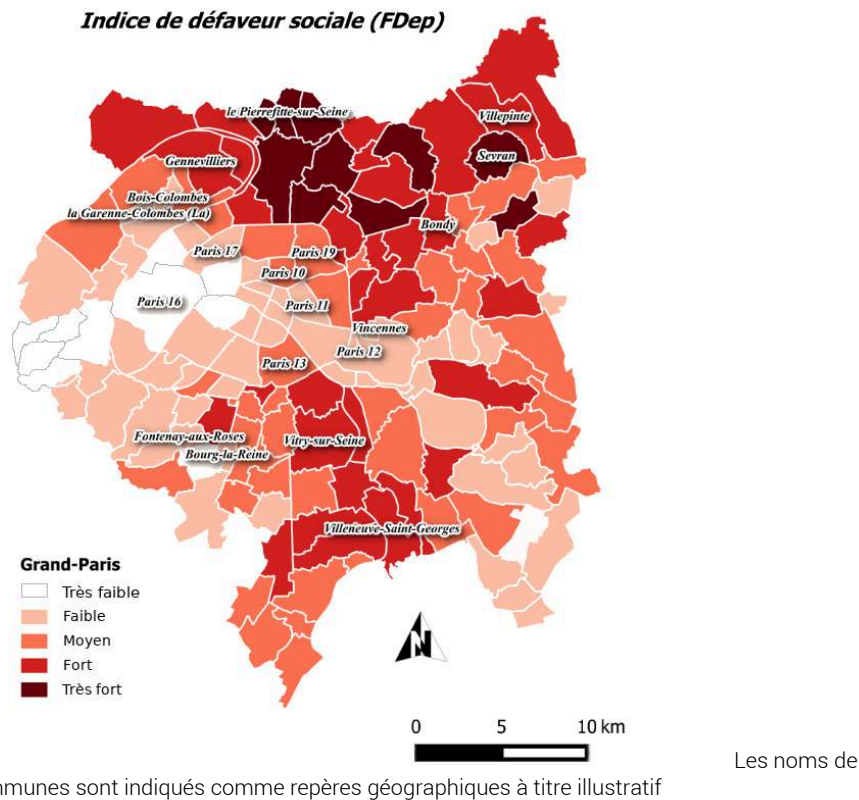 Indice de défaveur sociale (FDep)
le Pierrefitte-sur-Seine
Villepinte
Sevran
Gennevilliers
Bois-Colombes
la Garenne-Colombes (La)
Bondy
Paris 17
Paris 19
Paris 10
Paris 16
Paris 11
Vincennes
Paris 12
Paris 13
Fontenay-aux-Roses
Vitry-sur-Seine
Bourg-la-Reine
Villeneuve-Saint-Georges
Grand-Paris
Très faible
Faible
Moyen
Fort
Très fort
N
0 5 10 km
Les noms de
mmunes sont indiqués comme repères géographiques à titre illustratif